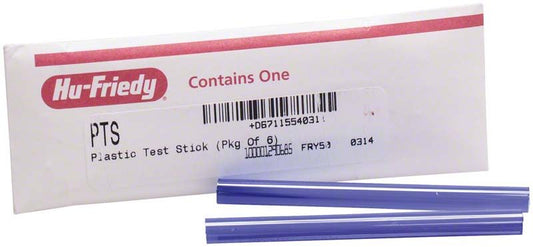 Hu-Friedy
Contains One
+D6711554031
PTS
Plastic Test Stick (Pkg Of 6)
FRY50 0314